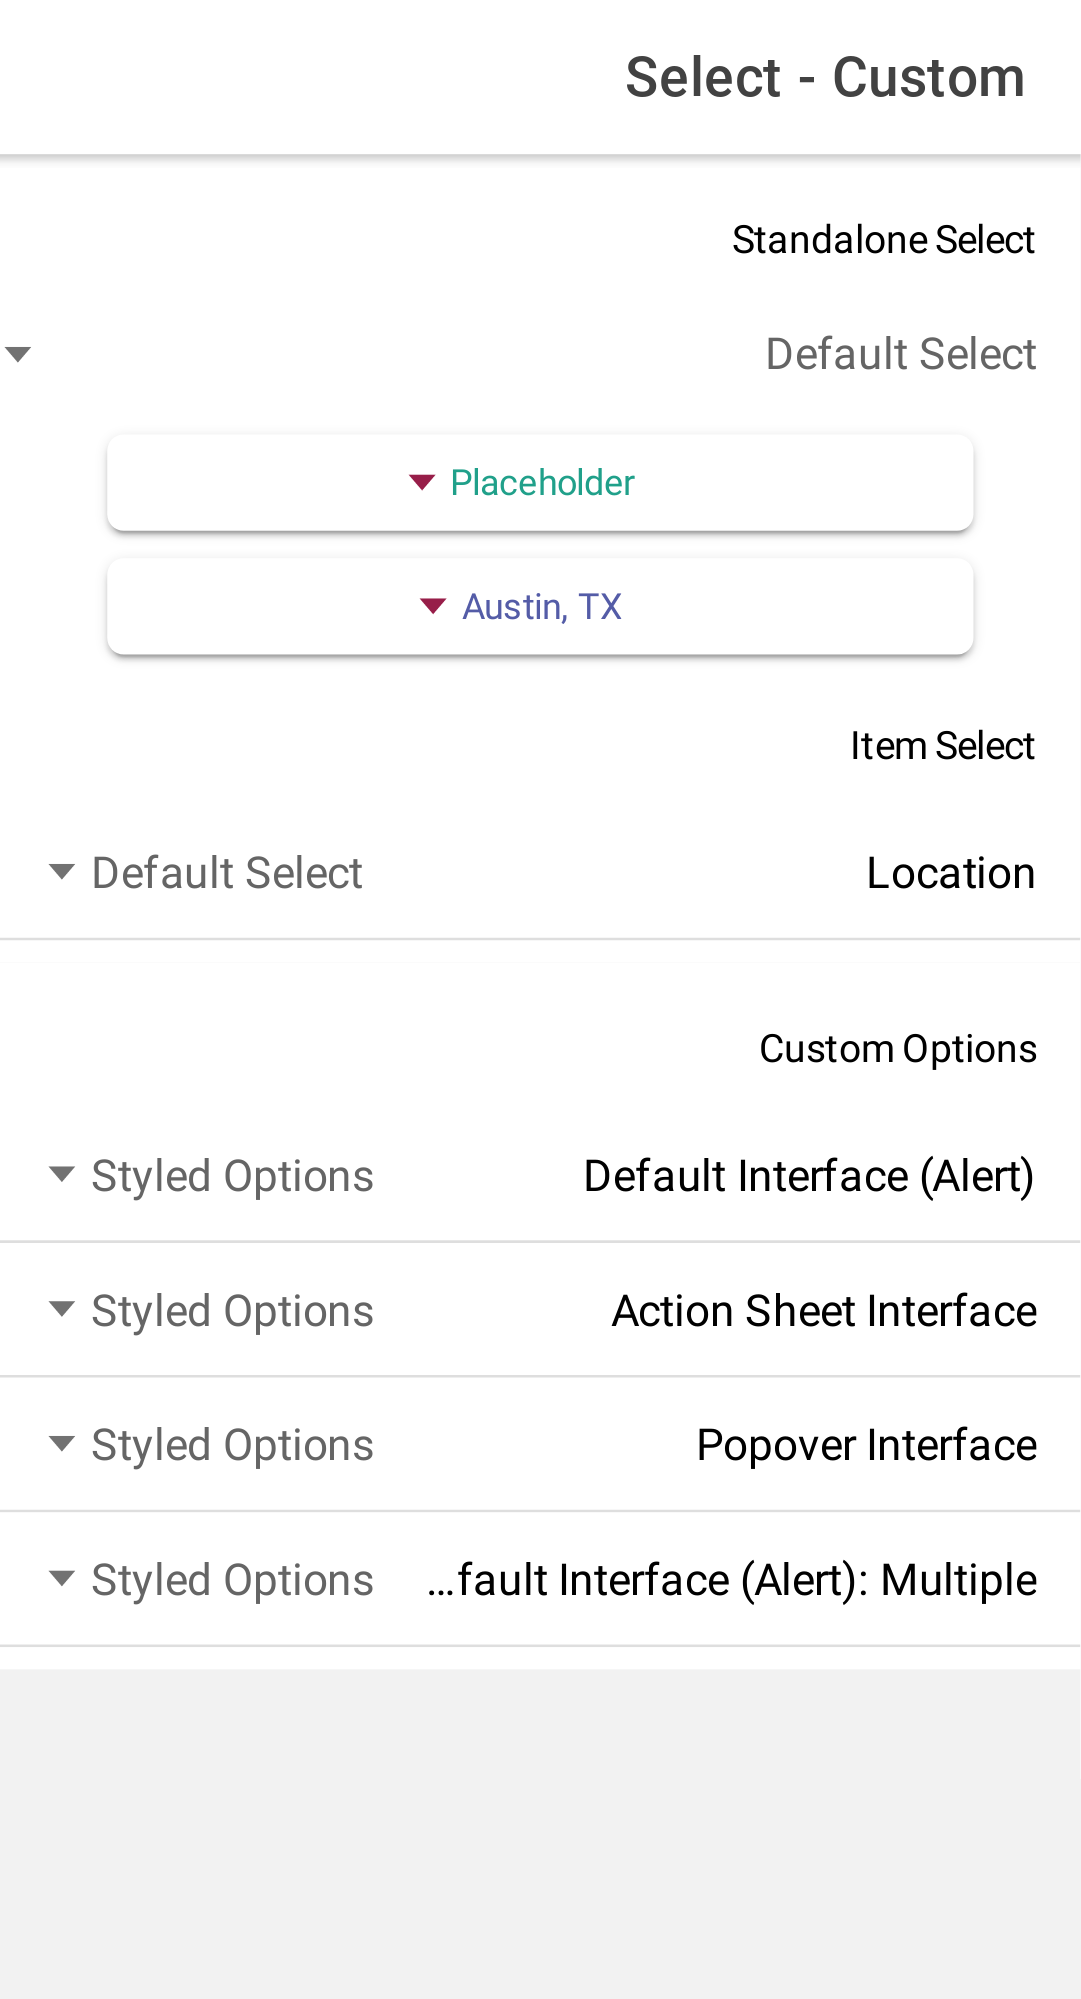 Select - Custom
Standalone Select
Default Select
Placeholder
Austin, TX
Item Select
Location
Default Select
Custom Options
Default Interface (Alert)
Styled Options
Action Sheet Interface
Styled Options
Popover Interface
Styled Options
...fault Interface (Alert): Multiple
Styled Options